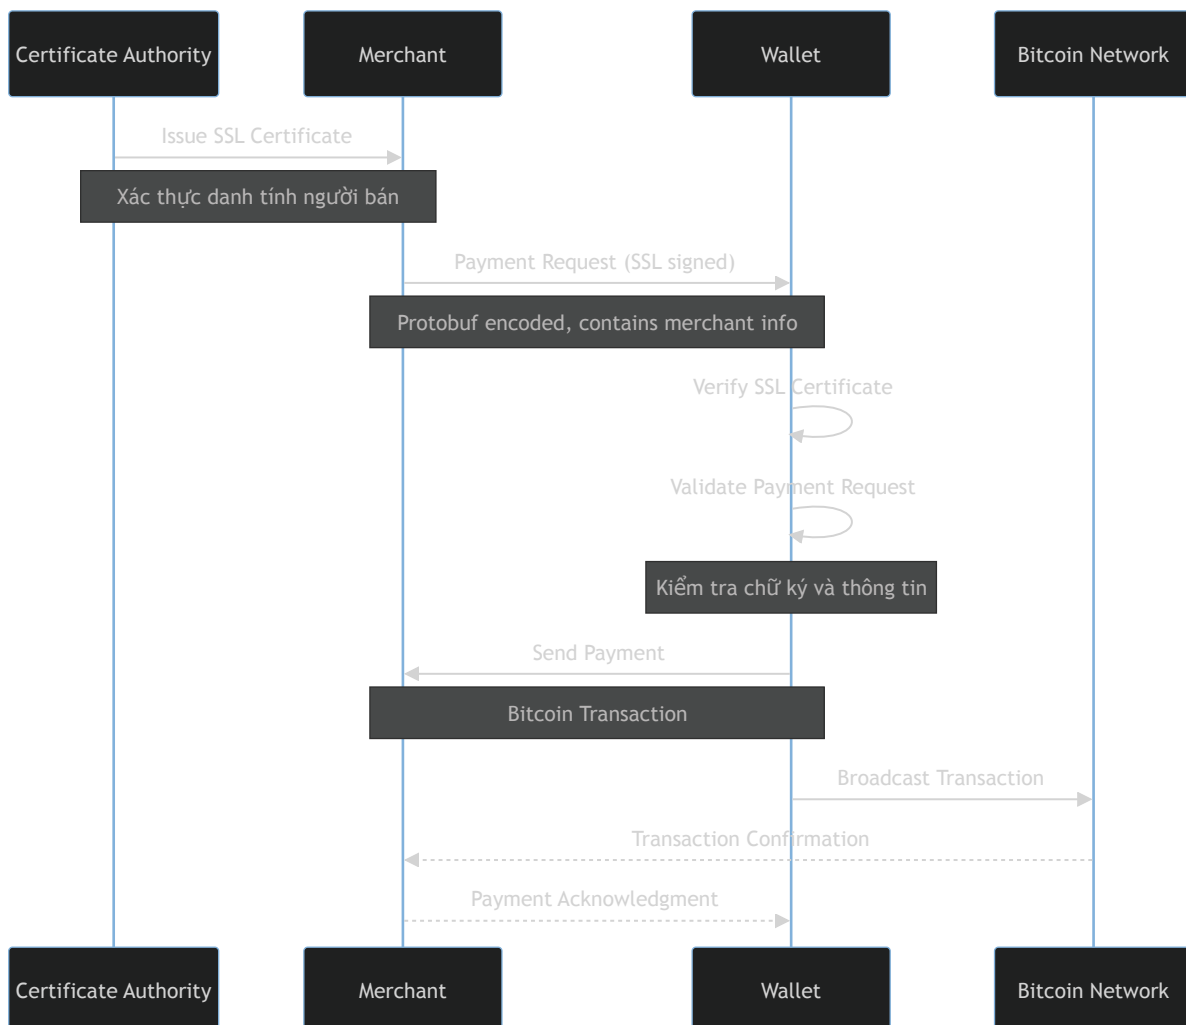 Certificate Authority
Merchant
Wallet
Bitcoin Network
Issue SSL Certificate
Xác thực danh tính người bán
Payment Request (SSL signed)
Protobuf encoded, contains merchant info
Verify SSL Certificate
Validate Payment Request
Kiểm tra chữ ký và thông tin
Send Payment
Bitcoin Transaction
Broadcast Transaction
Transaction Confirmation
Payment Acknowledgment
Certificate Authority
Merchant
Wallet
Bitcoin Network